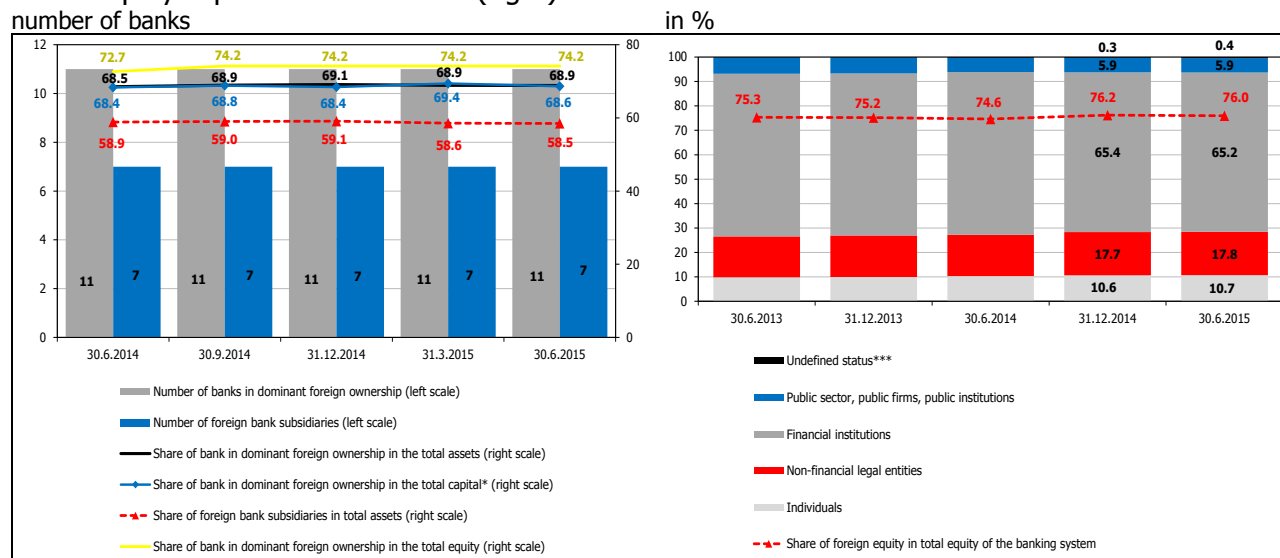 number of banks
12
10
8
6
4
2
0
80
60
40
20
0
72.7 74.2 74.2 74.2 74.2
68.5 68.9 69.1 68.9 68.9
68.4 68.8 68.4 69.4 68.6
58.9 59.0 59.1 58.6 58.5
11 7 11 7 11 7 11 7 11 7
30.6.2014 30.9.2014 31.12.2014 31.3.2015 30.6.2015
Number of banks in dominant foreign ownership (left scale)
Number of foreign bank subsidiaries (left scale)
Share of bank in dominant foreign ownership in the total assets (right scale)
Share of bank in dominant foreign ownership in the total capital* (right scale)
Share of foreign bank subsidiaries in total assets (right scale)
Share of bank in dominant foreign ownership in the total equity (right scale)
in %
100
90
80
70
60
50
40
30
20
10
0
0.3 0.4
5.9 5.9
75.3 75.2 74.6 76.2 76.0
65.4 65.2
17.7 17.8
10.6 10.7
30.6.2013 31.12.2013 30.6.2014 31.12.2014 30.6.2015
Undefined status***
Public sector, public firms, public institutions
Financial institutions
Non-financial legal entities
Individuals
Share of foreign equity in total equity of the banking system